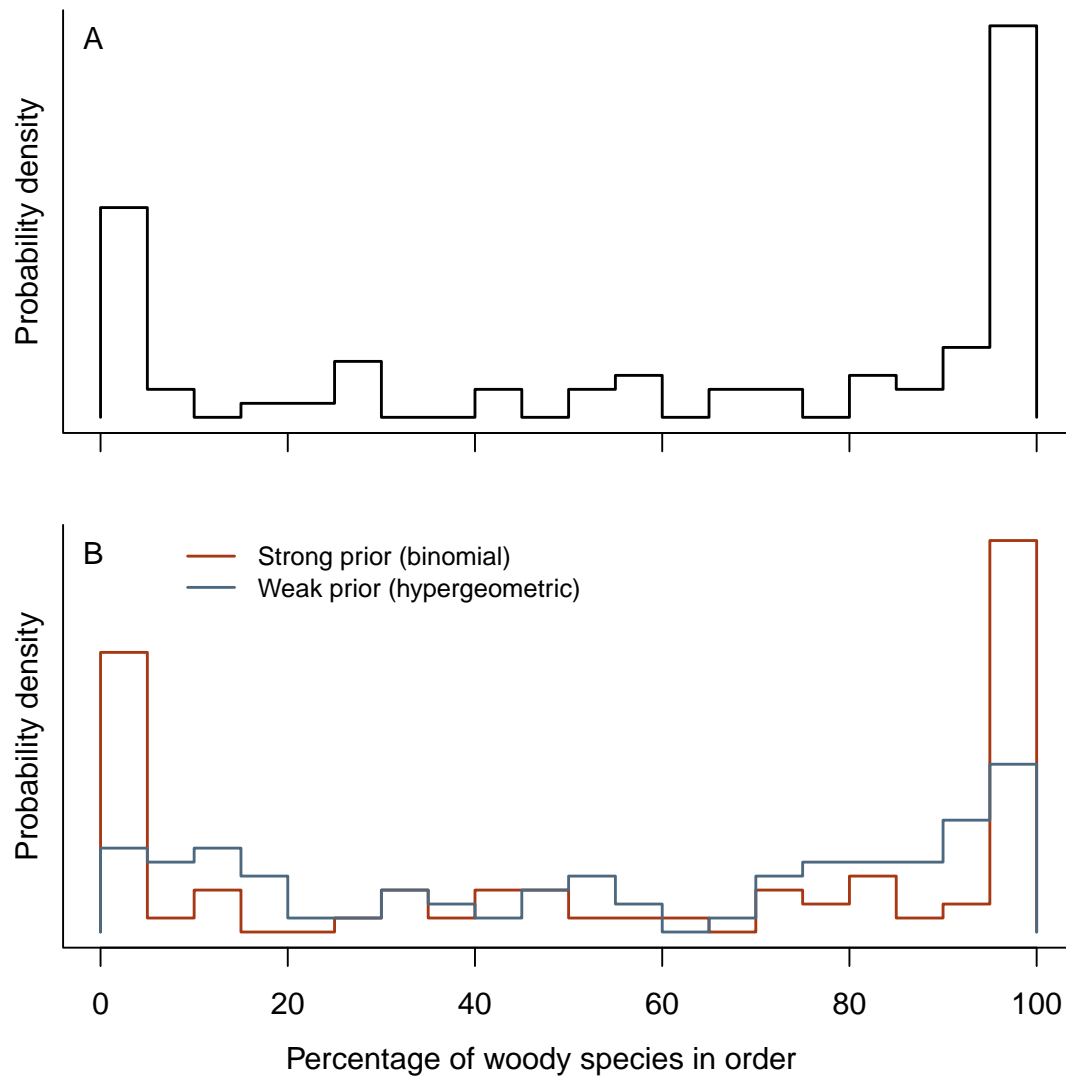 A
Probability density
B
Strong prior (binomial)
Weak prior (hypergeometric)
Probability density
0 20 40 60 80 100
Percentage of woody species in order